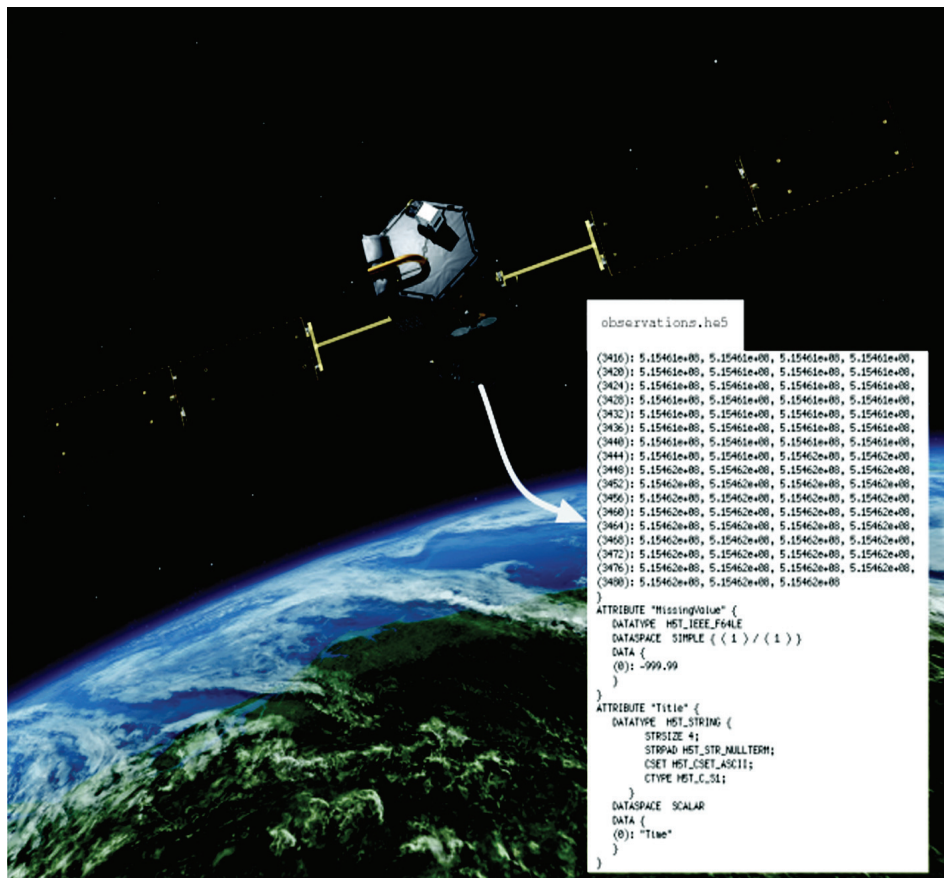 observations.he5
(3416): 5.15461e+08, 5.15461e+08, 5.15461e+08, 5.15461e+08,
(3420): 5.15461e+08, 5.15461e+08, 5.15461e+08, 5.15461e+08,
(3424): 5.15461e+08, 5.15461e+08, 5.15461e+08, 5.15461e+08,
(3428): 5.15461e+08, 5.15461e+08, 5.15461e+08, 5.15461e+08,
(3432): 5.15461e+08, 5.15461e+08, 5.15461e+08, 5.15461e+08,
(3436): 5.15461e+08, 5.15461e+08, 5.15461e+08, 5.15461e+08,
(3440): 5.15461e+08, 5.15461e+08, 5.15461e+08, 5.15461e+08,
(3444): 5.15461e+08, 5.15461e+08, 5.15462e+08, 5.15462e+08,
(3448): 5.15462e+08, 5.15462e+08, 5.15462e+08, 5.15462e+08,
(3452): 5.15462e+08, 5.15462e+08, 5.15462e+08, 5.15462e+08,
(3456): 5.15462e+08, 5.15462e+08, 5.15462e+08, 5.15462e+08,
(3460): 5.15462e+08, 5.15462e+08, 5.15462e+08, 5.15462e+08,
(3464): 5.15462e+08, 5.15462e+08, 5.15462e+08, 5.15462e+08,
(3468): 5.15462e+08, 5.15462e+08, 5.15462e+08, 5.15462e+08,
(3472): 5.15462e+08, 5.15462e+08, 5.15462e+08, 5.15462e+08,
(3476): 5.15462e+08, 5.15462e+08, 5.15462e+08, 5.15462e+08,
(3480): 5.15462e+08, 5.15462e+08, 5.15462e+08
}
ATTRIBUTE "MissingValue" {
DATATYPE H5T_IEEE_F64LE
DATASPACE SIMPLE { ( 1 ) / ( 1 ) }
DATA {
(0): -999.99
}
}
ATTRIBUTE "Title" {
DATATYPE H5T_STRING {
STRSIZE 4;
STRPAD H5T_STR_NULLTERM;
CSET H5T_CSET_ASCII;
CTYPE H5T_C_S1;
}
DATASPACE SCALAR
DATA {
(0): "Time"
}
}